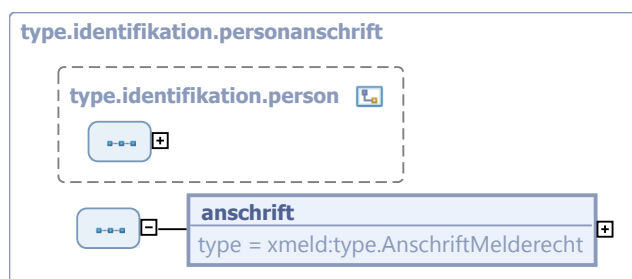 type.identifikation.personanschrift
type.identifikation.person
anschrift
type = xmeld:type.AnschriftMelderecht